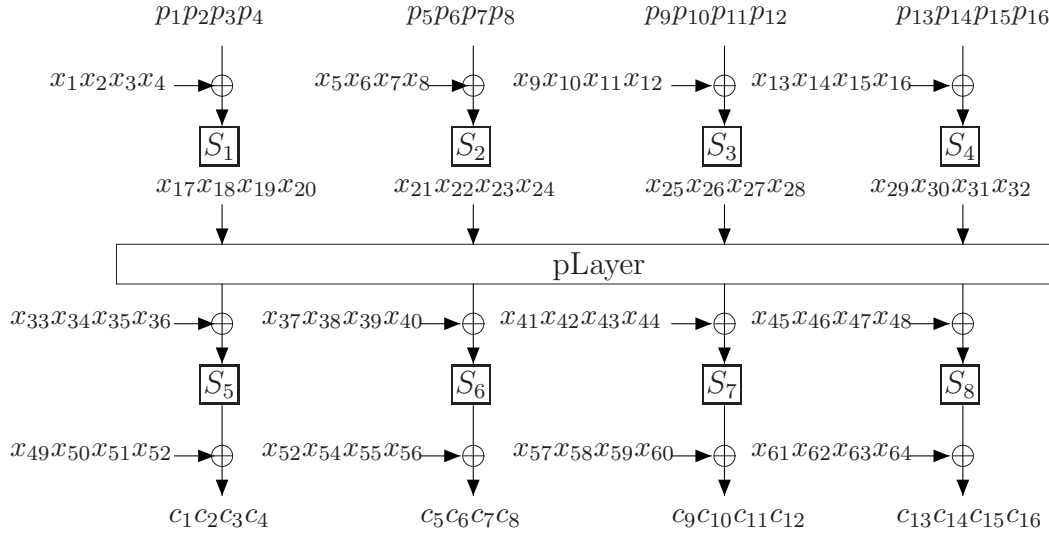 p₁p₂p₃p₄ p₅p₆p₇p₈ p₉p₁₀p₁₁p₁₂ p₁₃p₁₄p₁₅p₁₆
x₁x₂x₃x₄ x₅x₆x₇x₈ x₉x₁₀x₁₁x₁₂ x₁₃x₁₄x₁₅x₁₆
S₁ S₂ S₃ S₄
x₁₇x₁₈x₁₉x₂₀ x₂₁x₂₂x₂₃x₂₄ x₂₅x₂₆x₂₇x₂₈ x₂₉x₃₀x₃₁x₃₂
pLayer
x₃₃x₃₄x₃₅x₃₆ x₃₇x₃₈x₃₉x₄₀ x₄₁x₄₂x₄₃x₄₄ x₄₅x₄₆x₄₇x₄₈
S₅ S₆ S₇ S₈
x₄₉x₅₀x₅₁x₅₂ x₅₂x₅₄x₅₅x₅₆ x₅₇x₅₈x₅₉x₆₀ x₆₁x₆₂x₆₃x₆₄
c₁c₂c₃c₄ c₅c₆c₇c₈ c₉c₁₀c₁₁c₁₂ c₁₃c₁₄c₁₅c₁₆